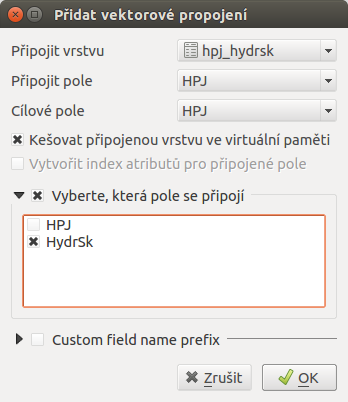 Přidat vektorové propojení
Připojit vrstvu hpj_hydrsk
Připojit pole HPJ
Cílové pole HPJ
Kešovat připojenou vrstvu ve virtuální paměti
Vytvořit index atributů pro připojené pole
Vyberte, která pole se připojí
HPJ
HydrSk
Custom field name prefix
Zrušit OK